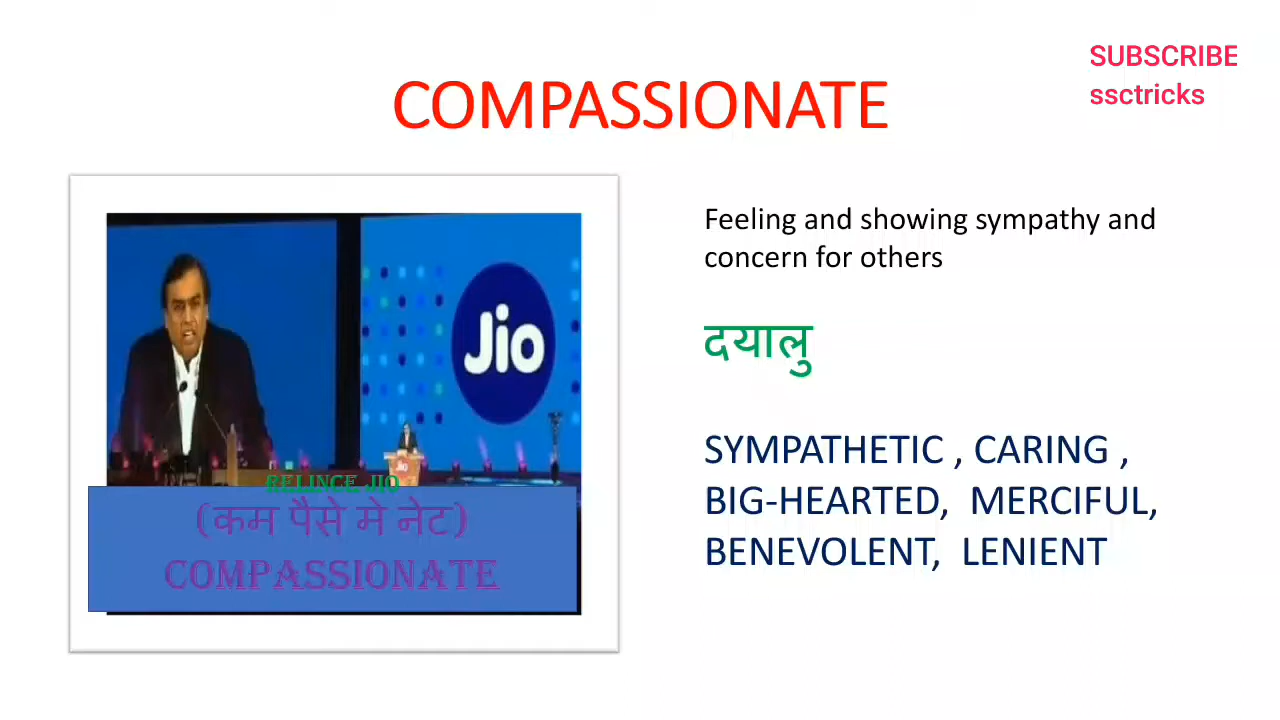 SUBSCRIBE
ssctricks
COMPASSIONATE
Jio
Jio
RELINCE JIO
(कम पैसे मे नेट)
COMPASSIONATE
Feeling and showing sympathy and
concern for others
दयालु
SYMPATHETIC , CARING ,
BIG-HEARTED, MERCIFUL,
BENEVOLENT, LENIENT